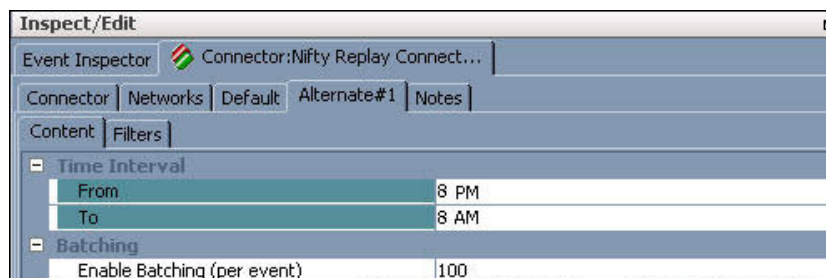 Inspect/Edit
Event Inspector Connector:Nifty Replay Connect...
Connector Networks Default Alternate#1 Notes
Content Filters
Time Interval
From 8 PM
To 8 AM
Batching
Enable Batching (per event) 100